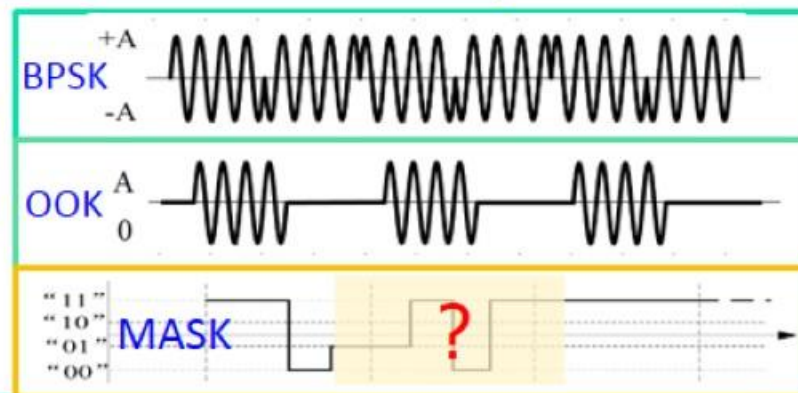 BPSK +A
-A
OOK A
0
“11”
“10”
“01” MASK ?
“00”